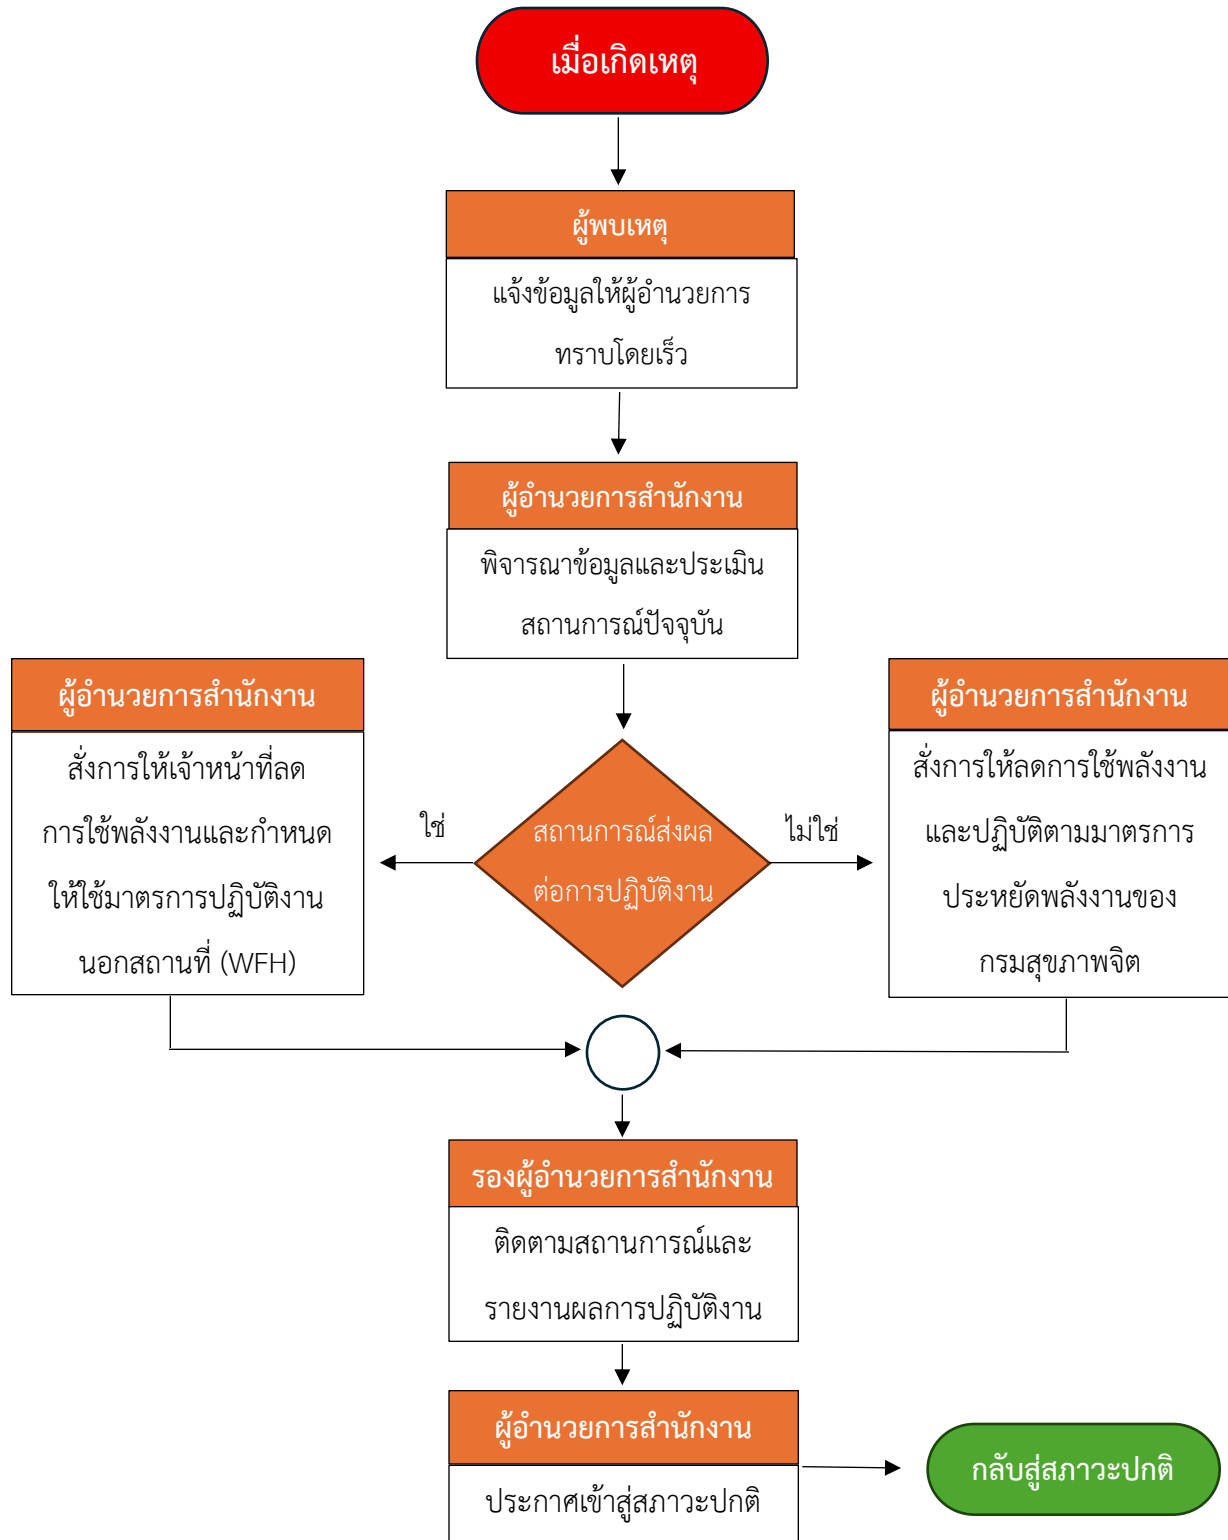 เมื่อเกิดเหตุ
ผู้พบเหตุ
แจ้งข้อมูลให้ผู้อำนวยการ
ทราบโดยเร็ว
ผู้อำนวยการสำนักงาน
พิจารณาข้อมูลและประเมิน
สถานการณ์ปัจจุบัน
ผู้อำนวยการสำนักงาน
สั่งการให้เจ้าหน้าที่ลด
การใช้พลังงานและกำหนด
ให้ใช้มาตรการปฏิบัติงาน
นอกสถานที่ (WFH)
ใช่
สถานการณ์ส่งผล
ต่อการปฏิบัติงาน
ไม่ใช่
ผู้อำนวยการสำนักงาน
สั่งการให้ลดการใช้พลังงาน
และปฏิบัติตามมาตรการ
ประหยัดพลังงานของ
กรมสุขภาพจิต
รองผู้อำนวยการสำนักงาน
ติดตามสถานการณ์และ
รายงานผลการปฏิบัติงาน
ผู้อำนวยการสำนักงาน
ประกาศเข้าสู่สภาวะปกติ
กลับสู่สภาวะปกติ